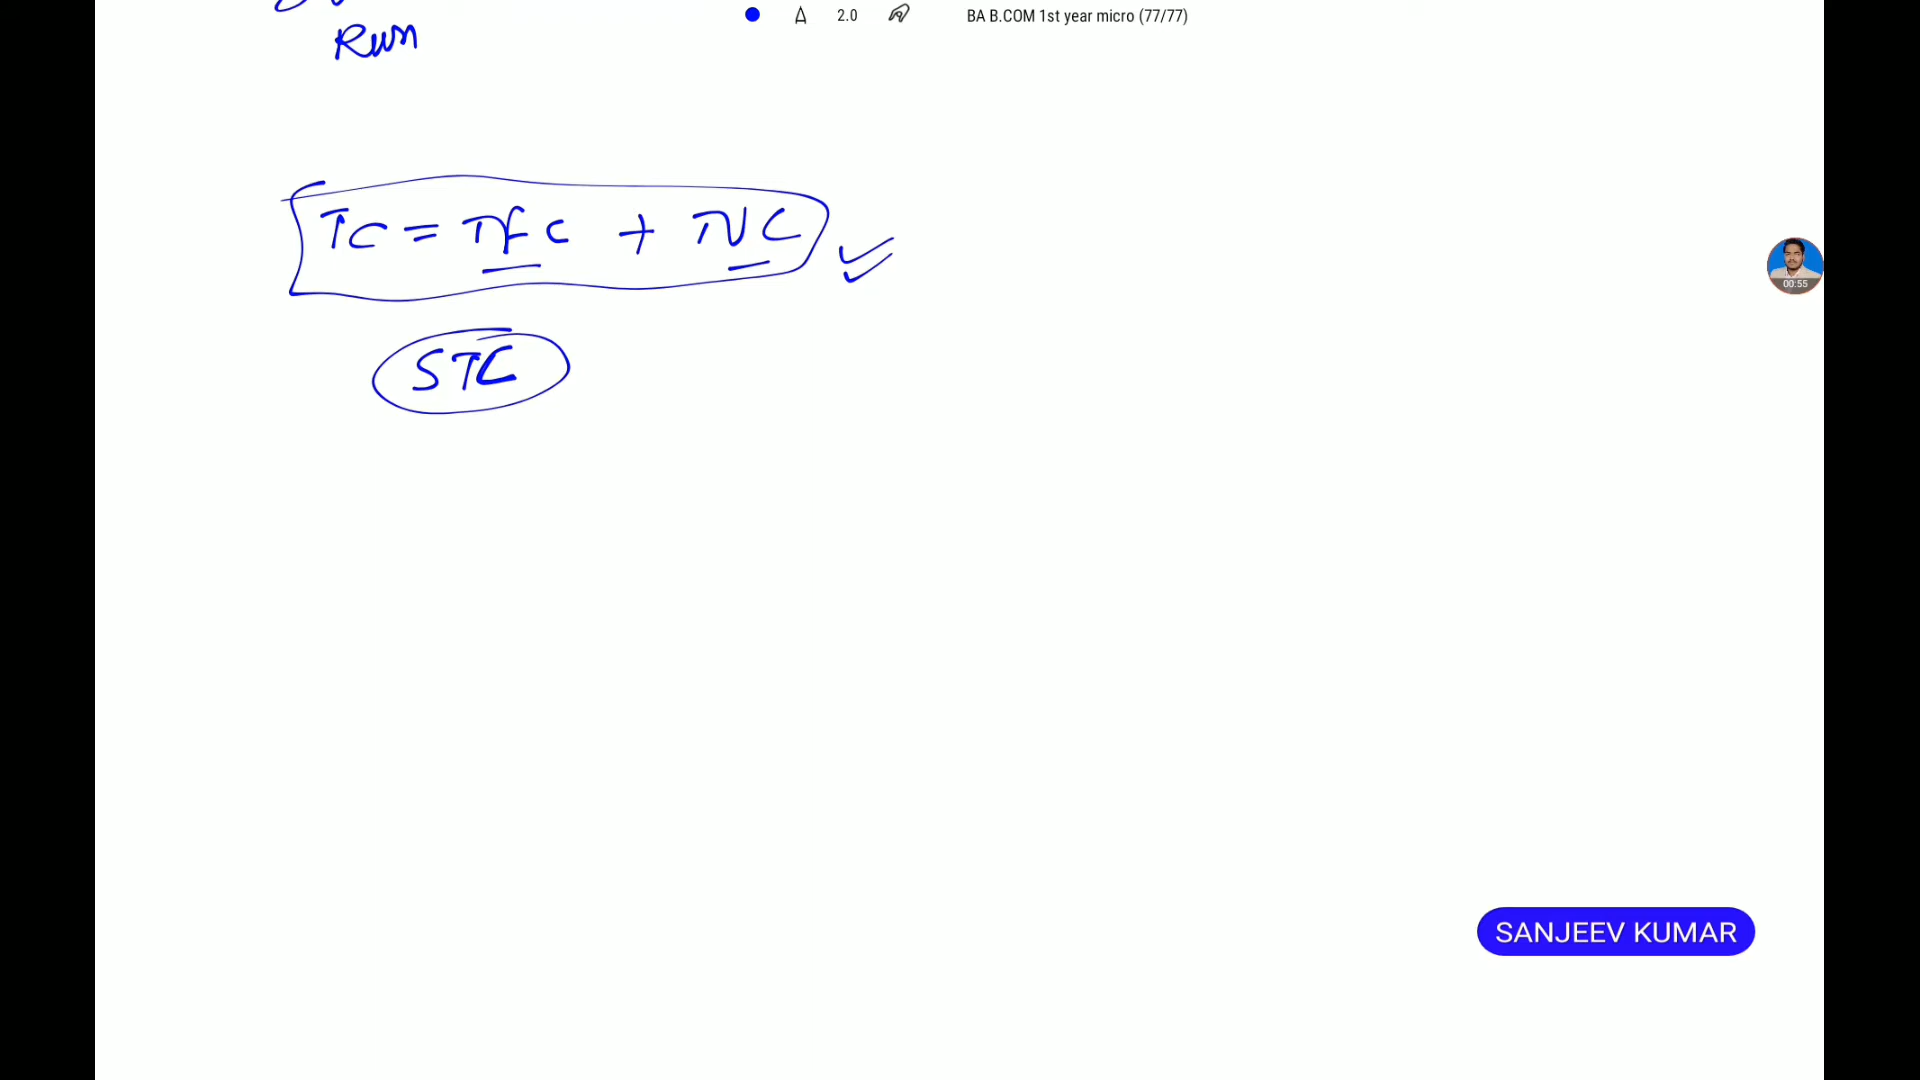 BA B.COM 1st year micro (77/77)
2.0
Run
TC = TFC + TVC
STC
00:55
SANJEEV KUMAR